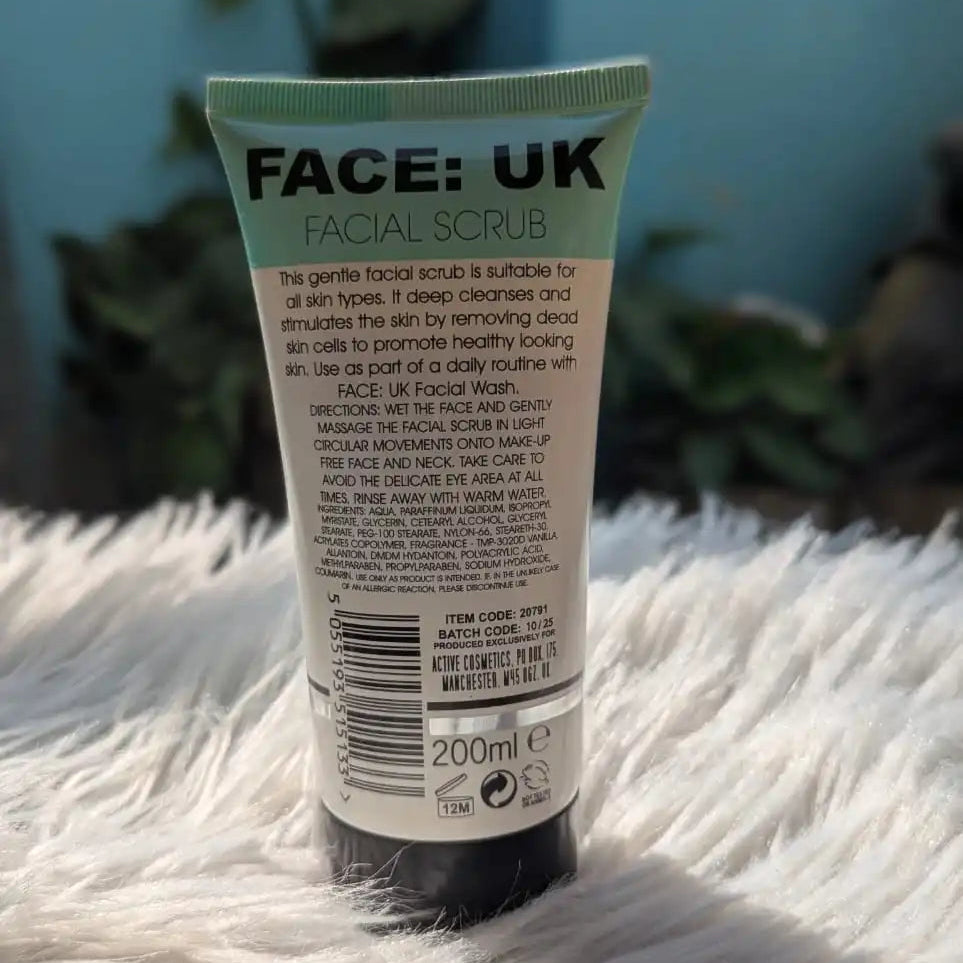 FACE: UK
FACIAL SCRUB
This gentle facial scrub is suitable for
all skin types. It deep cleanses and
stimulates the skin by removing dead
skin cells to promote healthy looking
skin. Use as part of a daily routine with
FACE: UK Facial Wash.
DIRECTIONS: WET THE FACE AND GENTLY
MASSAGE THE FACIAL SCRUB IN LIGHT
CIRCULAR MOVEMENTS ONTO MAKE-UP
FREE FACE AND NECK. TAKE CARE TO
AVOID THE DELICATE EYE AREA AT ALL
TIMES. RINSE AWAY WITH WARM WATER.
INGREDIENTS: AQUA, PARAFFINUM LIQUIDUM, ISOPROPYL
MYRISTATE, GLYCERIN, CETEARYL ALCOHOL, GLYCERYL
STEARATE, PEG-100 STEARATE, NYLON-66, STEARETH-30,
ACRYLATES COPOLYMER, FRAGRANCE - TMP-3020D VANILLA,
ALLANTOIN, DMDM HYDANTOIN, POLYACRYLIC ACID,
METHYLPARABEN, PROPYLPARABEN, SODIUM HYDROXIDE,
COUMARIN. USE ONLY AS PRODUCT IS INTENDED. IF, IN THE UNLIKELY CASE
OF AN ALLERGIC REACTION, PLEASE DISCONTINUE USE.
ITEM CODE: 20791
BATCH CODE: 10/25
PRODUCED EXCLUSIVELY FOR
ACTIVE COSMETICS, PO BOX 175,
MANCHESTER, M45 0GZ, UK
5 055193 515133 >
200ml e
12M
NOT TESTED
ON ANIMALS